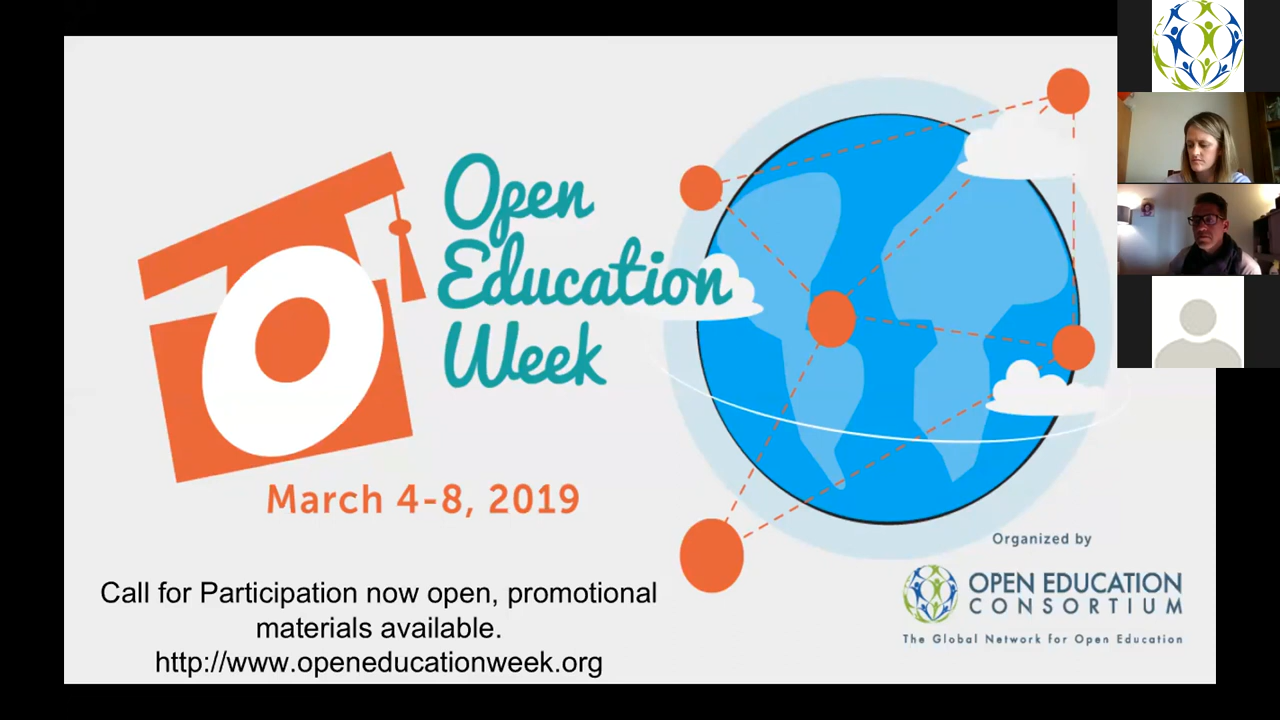 Open
Education
Week
March 4-8, 2019
Call for Participation now open, promotional
materials available.
http://www.openeducationweek.org
Organized by
OPEN EDUCATION
CONSORTIUM
The Global Network for Open Education